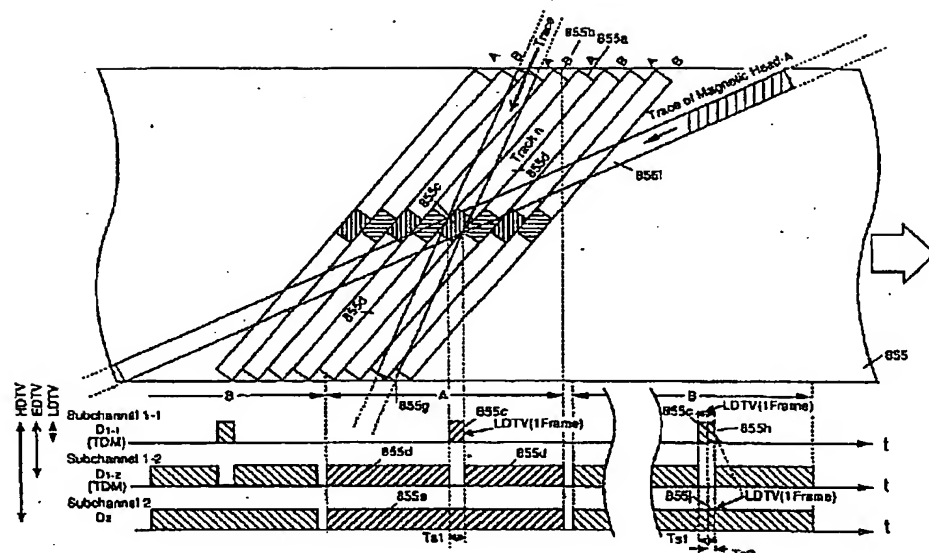 A B A B A B A B
Trace
855b
855a
Trace of Magnetic Head A
Track n
855d
855c
855f
855d
855
855g
HDTV
EDTV
LDTV
B A B
Subchannel 1-1
D1-1
(TDM)
855c
LDTV(1Frame)
855c
LDTV(1Frame)
855h
t
Subchannel 1-2
D1-2
(TDM)
855d
855d
LDTV(1Frame)
t
Subchannel 2
D2
855e
855j
t
Ts1
Ts1